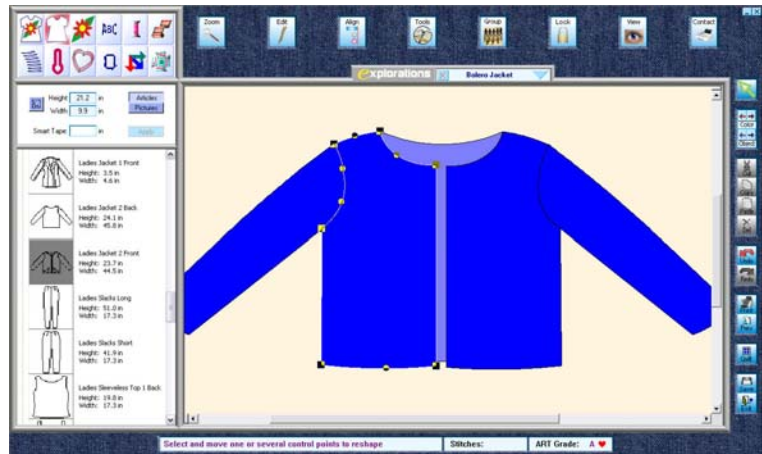 ABC
Zoom
Edit
Align
Tools
Group
Lock
View
Contact
explorations
Bolero Jacket
Height 21.2 in
Width 9.9 in
Articles
Pictures
Smart Tape: in
Apply
Ladies Jacket 1 Front
Height: 3.5 in
Width: 4.6 in
Ladies Jacket 2 Back
Height: 24.1 in
Width: 45.8 in
Ladies Jacket 2 Front
Height: 23.7 in
Width: 44.5 in
Ladies Slacks Long
Height: 51.0 in
Width: 17.3 in
Ladies Slacks Short
Height: 41.9 in
Width: 17.3 in
Ladies Sleeveless Top 1 Back
Height: 19.8 in
Width: 17.3 in
Color
Undo
Redo
Save
Exit
Select and move one or several control points to reshape
Stitches:
ART Grade: A